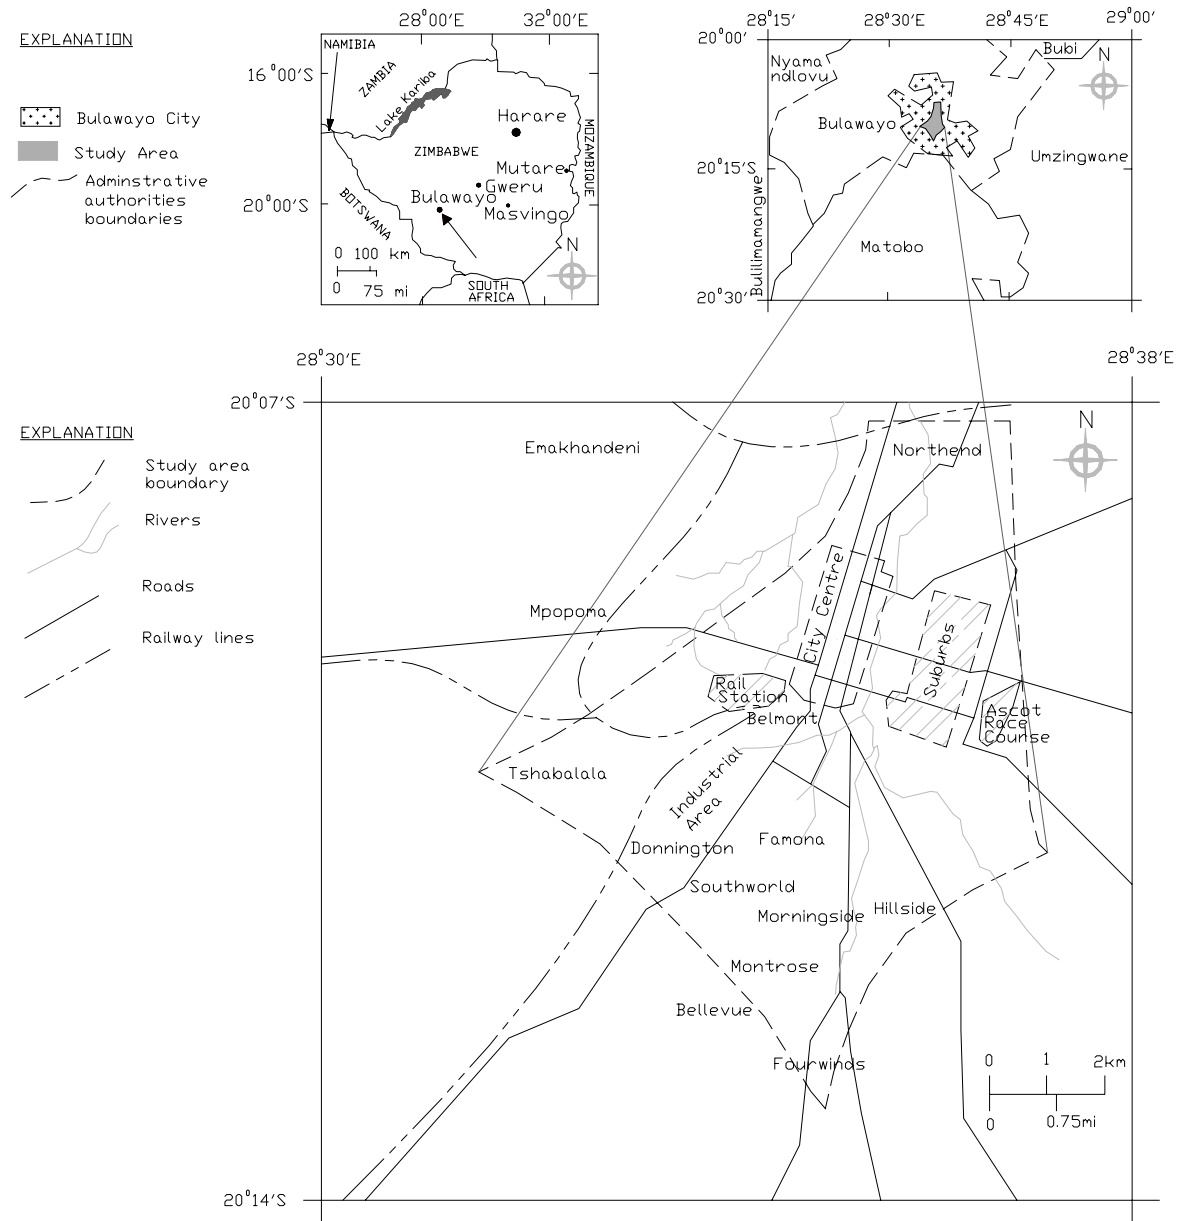 EXPLANATION
Bulawayo City
Study Area
Adminstrative
authorities
boundaries
28°00'E
32°00'E
16°00'S
20°00'S
NAMIBIA
ZAMBIA
Lake Kariba
Harare
ZIMBABWE
MOZAMBIQUE
Mutare
Gweru
Bulawayo
Masvingo
BOTSWANA
N
0 100 km
0 75 mi
SOUTH
AFRICA
28°15'
28°30'E
28°45'E
29°00'
20°00'
20°15'S
20°30'S
Nyama
ndlovu
Bubi
N
Bulawayo
Umzingwane
Bulilimamangwe
Matobo
28°30'E
28°38'E
20°07'S
20°14'S
EXPLANATION
Study area
boundary
Rivers
Roads
Railway lines
Emakhandeni
Northend
N
Mpopoma
City Centre
Suburbs
Rail
Station
Belmont
Ascot
Race
Course
Tshabalala
Industrial
Area
Donnington
Famona
Southworld
Morningside
Hillside
Montrose
Bellevue
Fourwinds
0 1 2km
0 0.75mi